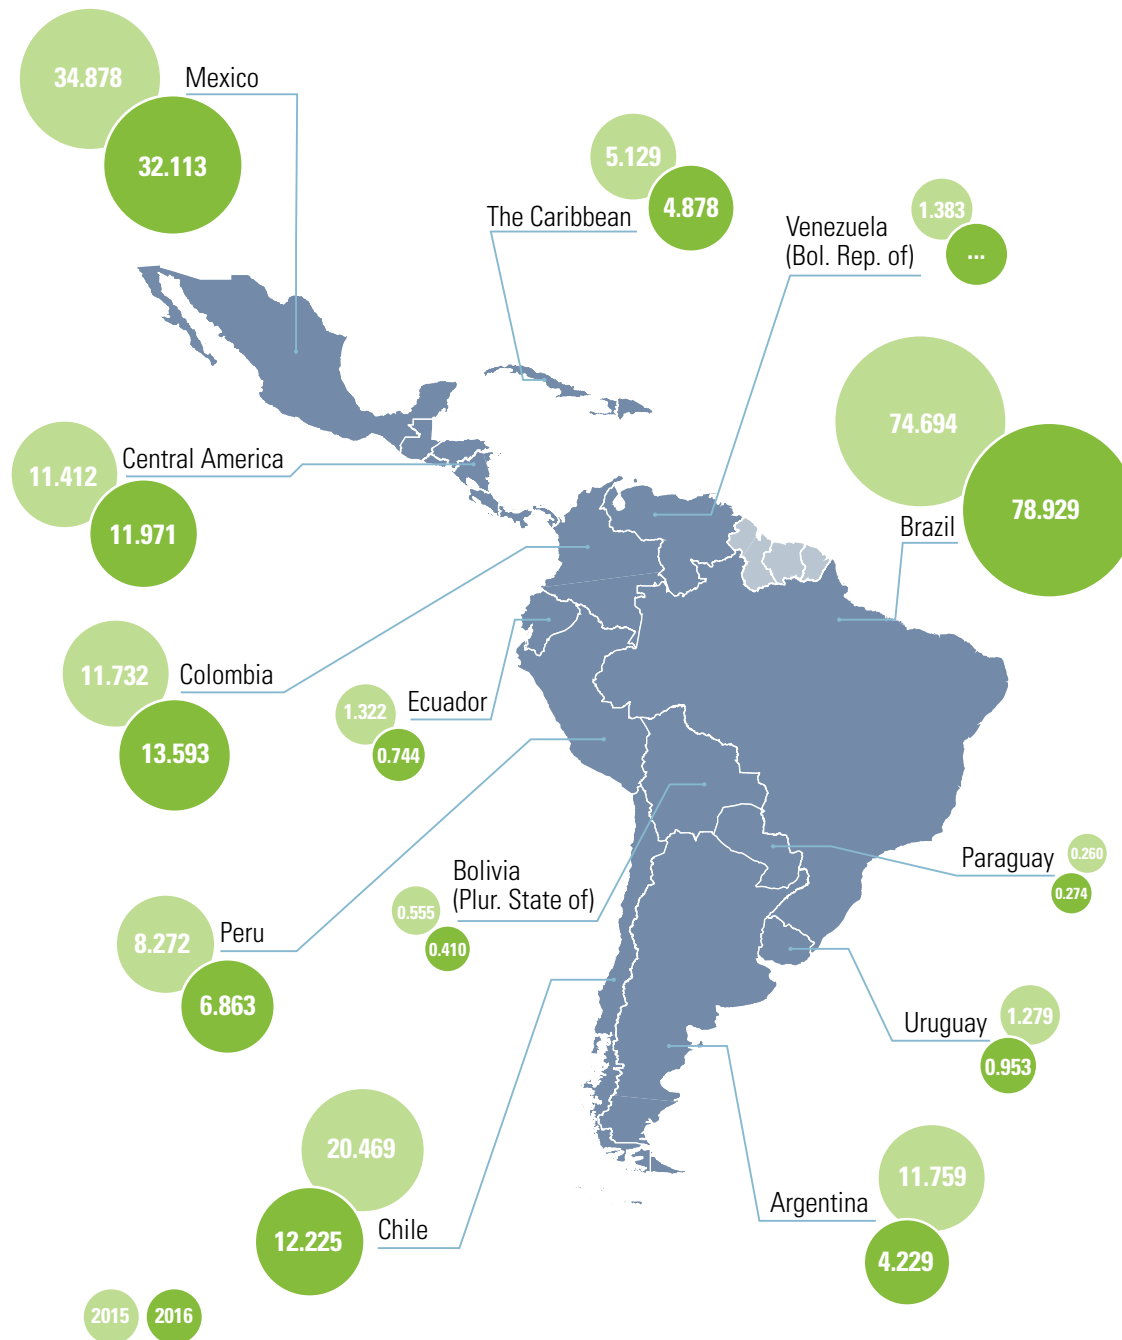 34.878
Mexico
32.113
5.129
The Caribbean
4.878
1.383
Venezuela
(Bol. Rep. of)
...
74.694
78.929
Brazil
11.412
Central America
11.971
11.732
Colombia
13.593
1.322
Ecuador
0.744
Bolivia
(Plur. State of)
0.555
0.410
Paraguay
0.260
0.274
8.272
Peru
6.863
1.279
Uruguay
0.953
20.469
Chile
12.225
11.759
Argentina
4.229
2015
2016